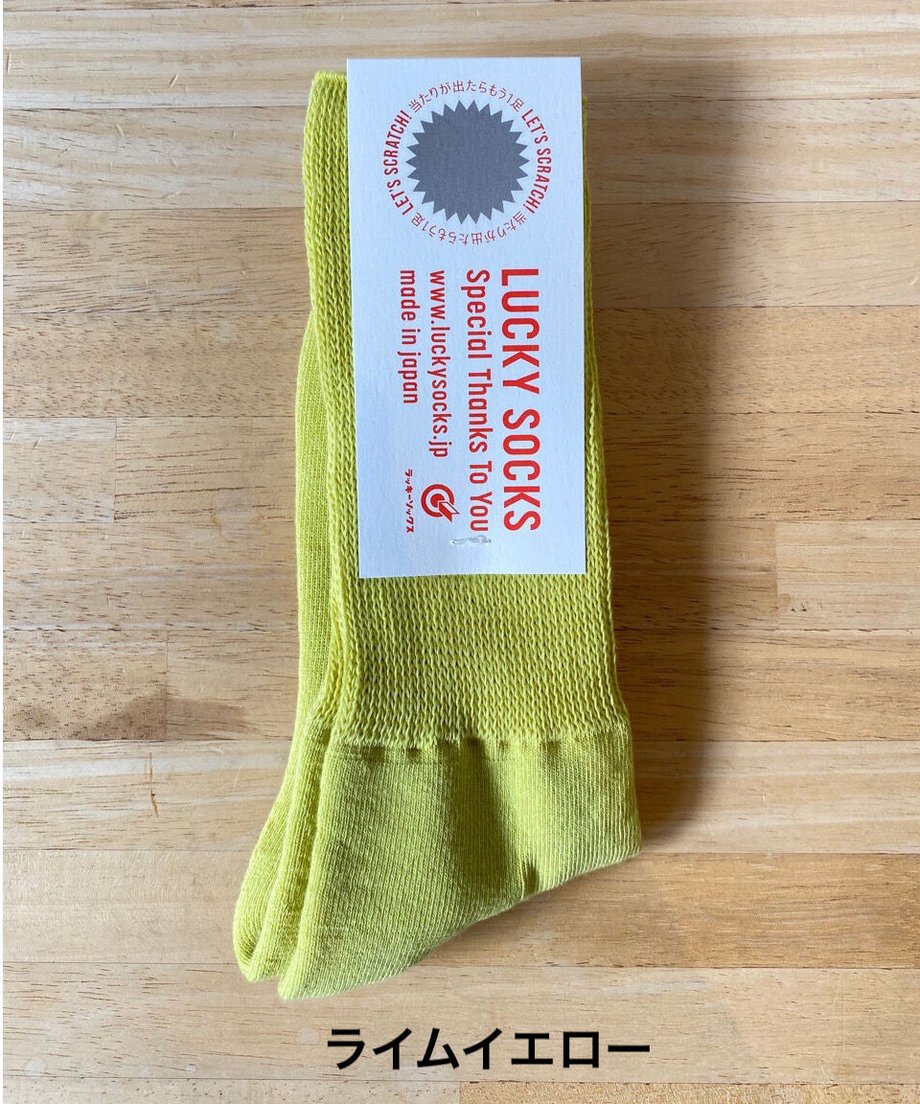 当たりが出たらもう1足 LET'S SCRATCH! 当たりが出たらもう1足 LET'S SCRATCH!
LUCKY SOCKS
Special Thanks To You
www.luckysocks.jp
made in japan
ラッキーソックス
ライムイエロー